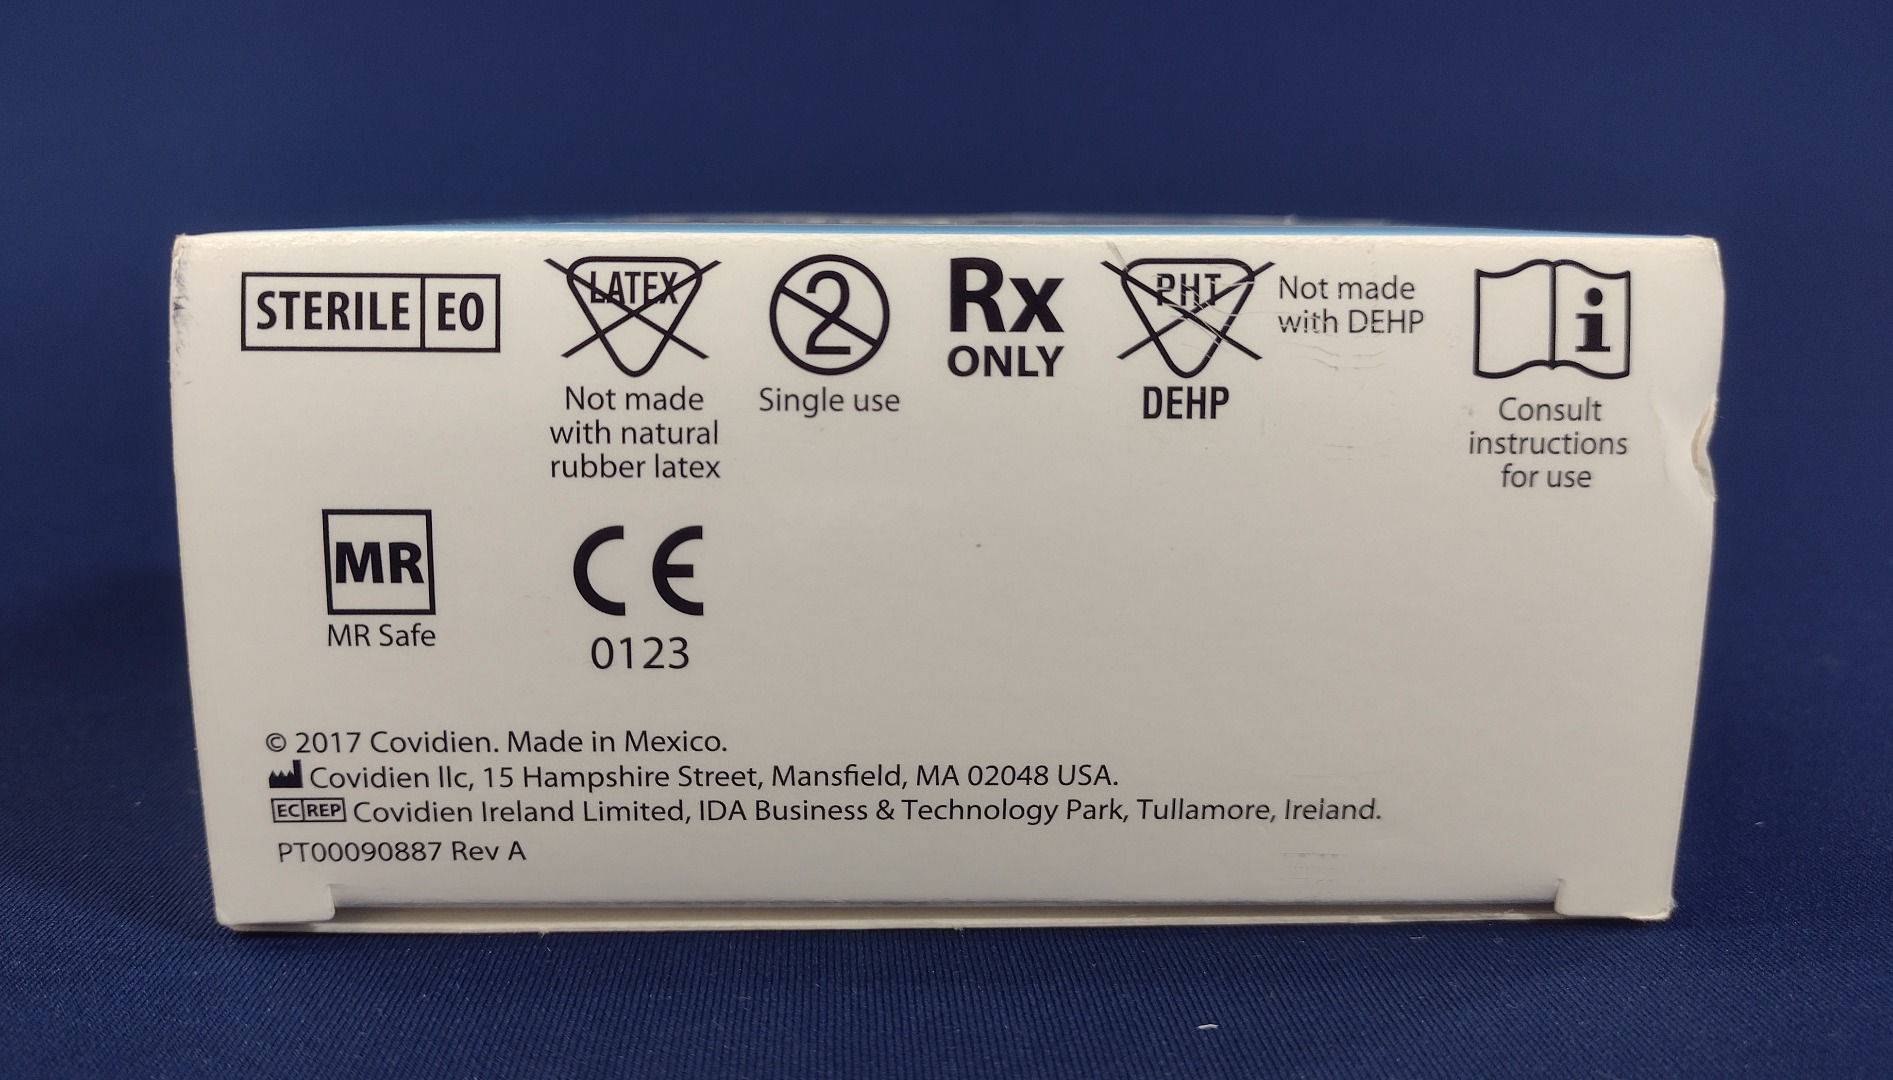 STERILE EO
LATEX
Not made
with natural
rubber latex
2
Single use
Rx
ONLY
PHT
DEHP
Not made
with DEHP
i
Consult
instructions
for use
MR
MR Safe
CE
0123
© 2017 Covidien. Made in Mexico.
Covidien llc, 15 Hampshire Street, Mansfield, MA 02048 USA.
EC REP Covidien Ireland Limited, IDA Business & Technology Park, Tullamore, Ireland.
PT00090887 Rev A